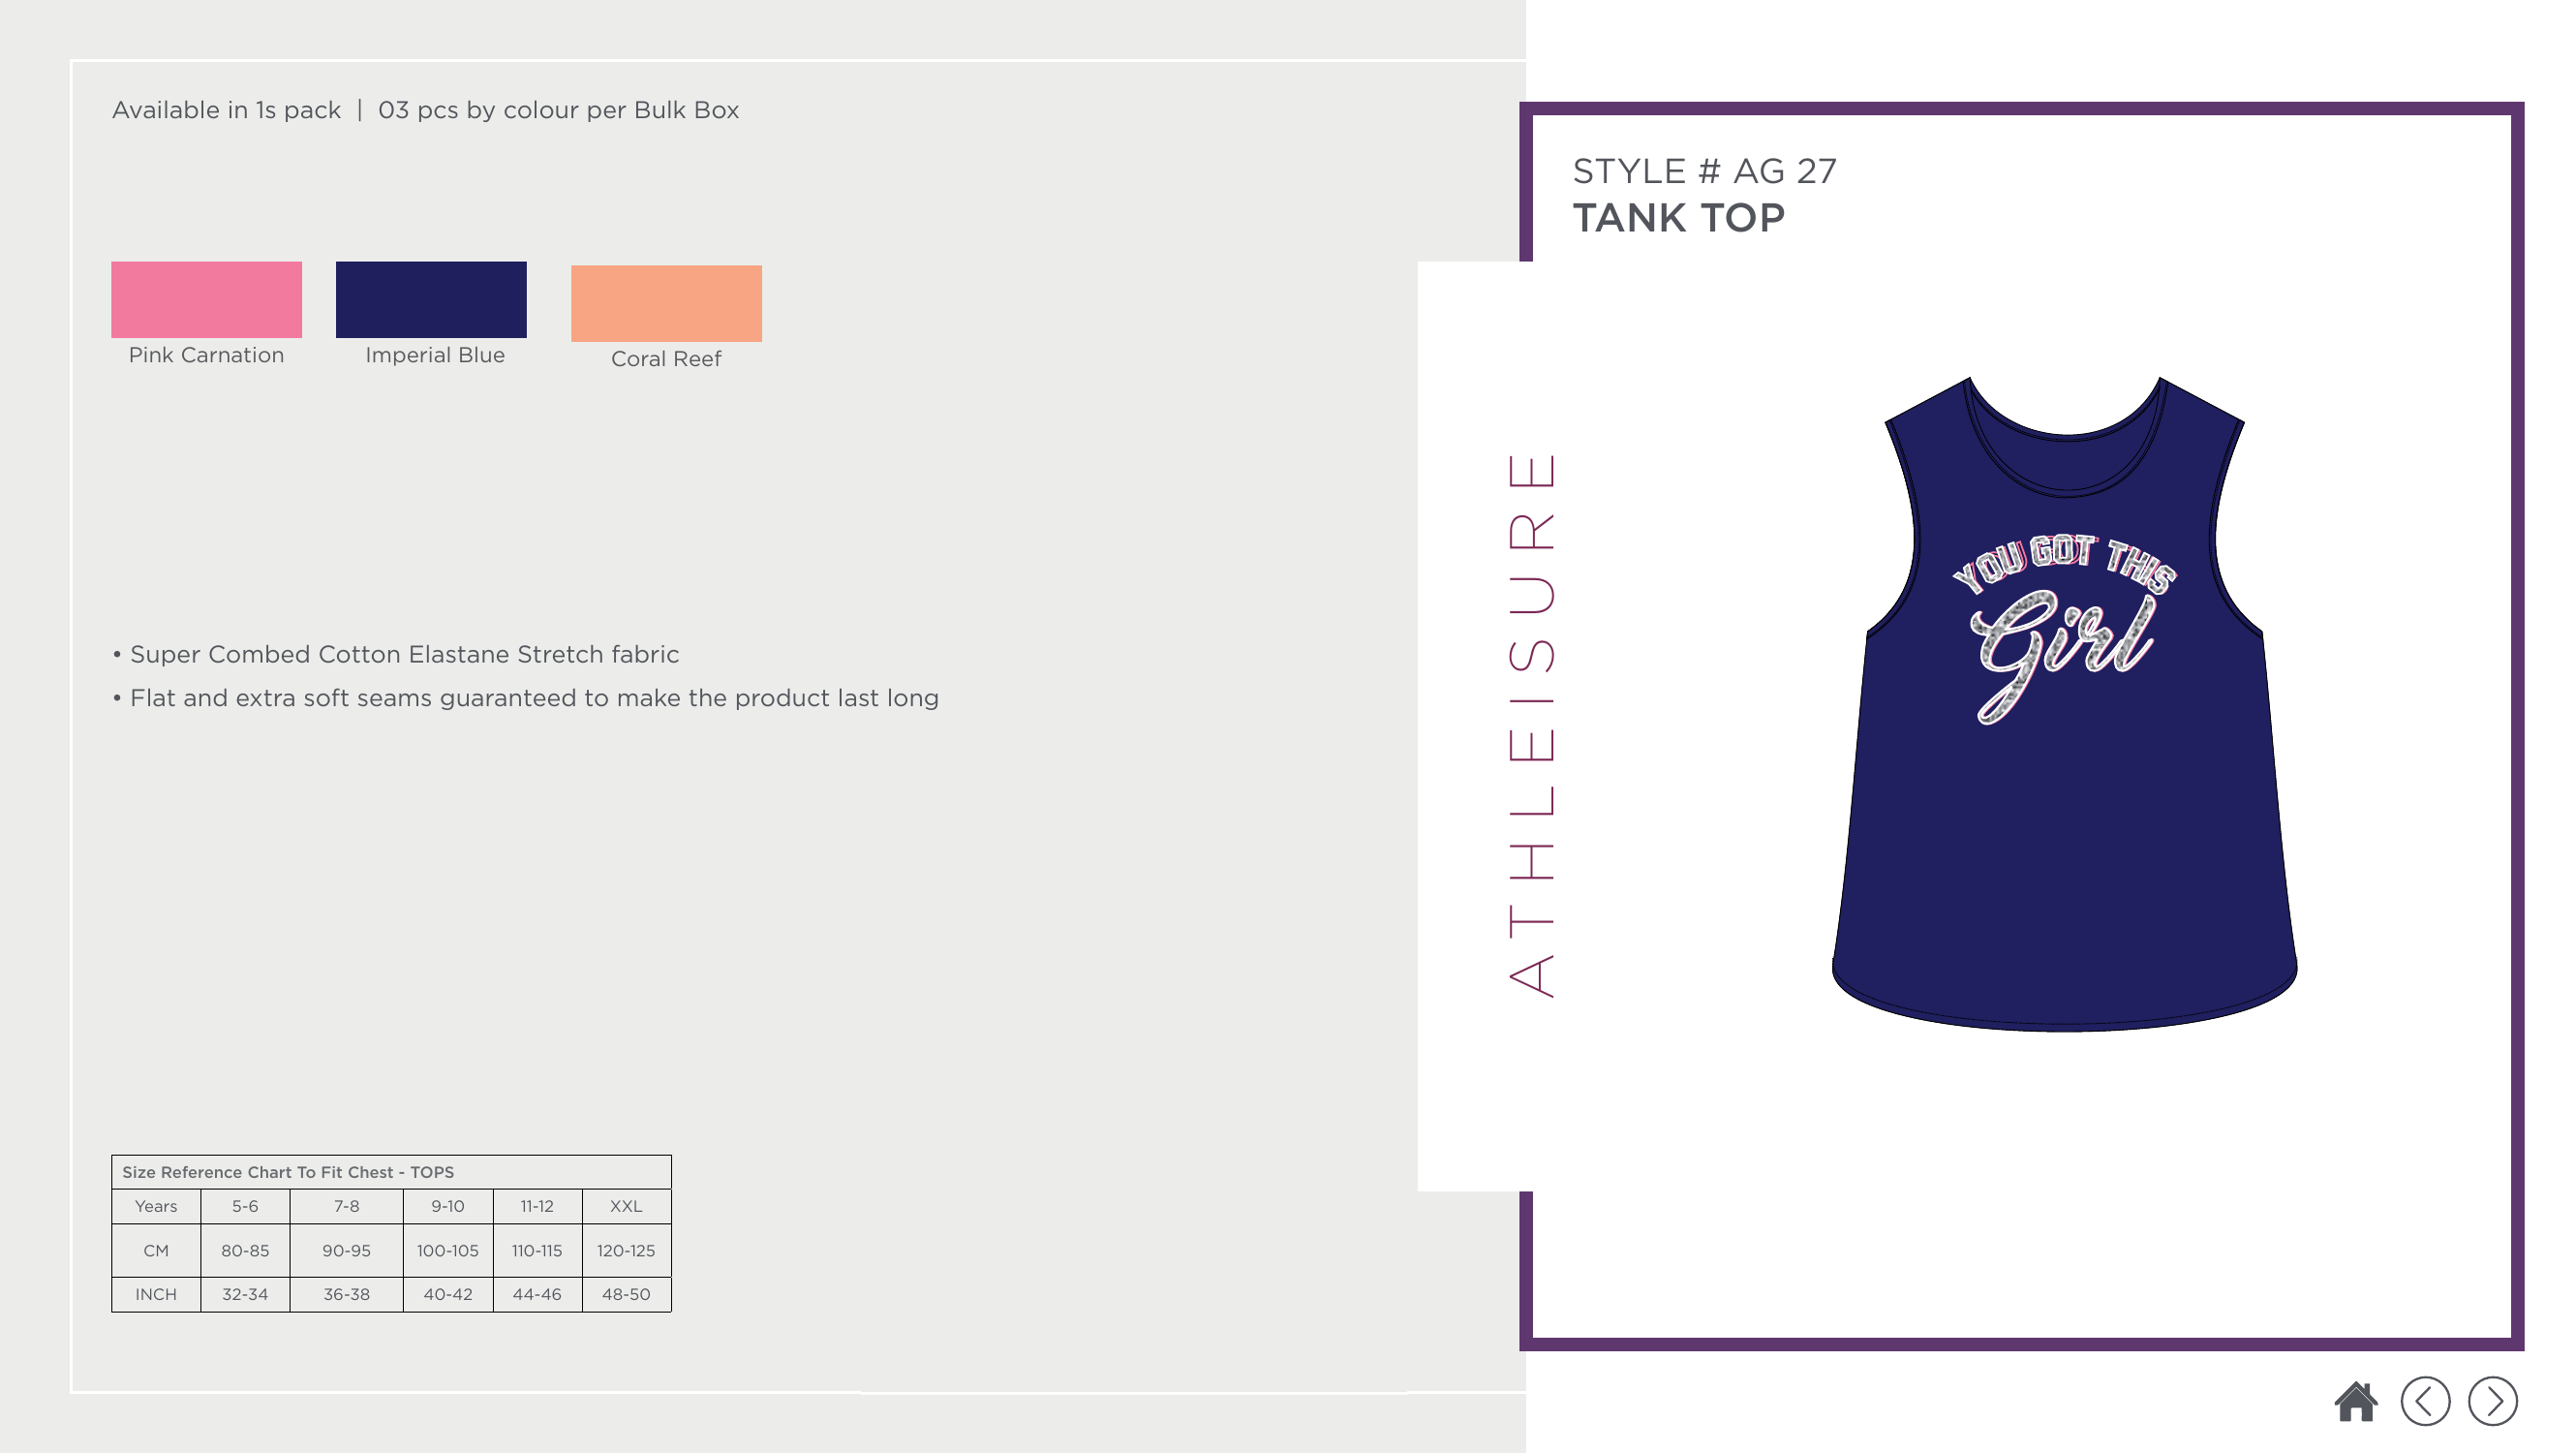 Available in 1s pack | 03 pcs by colour per Bulk Box
Pink Carnation
Imperial Blue
Coral Reef
• Super Combed Cotton Elastane Stretch fabric
• Flat and extra soft seams guaranteed to make the product last long
Size Reference Chart To Fit Chest - TOPS
Years 5-6 7-8 9-10 11-12 XXL
CM 80-85 90-95 100-105 110-115 120-125
INCH 32-34 36-38 40-42 44-46 48-50
ATHLEISURE
STYLE # AG 27
TANK TOP
YOU GOT THIS
Girl